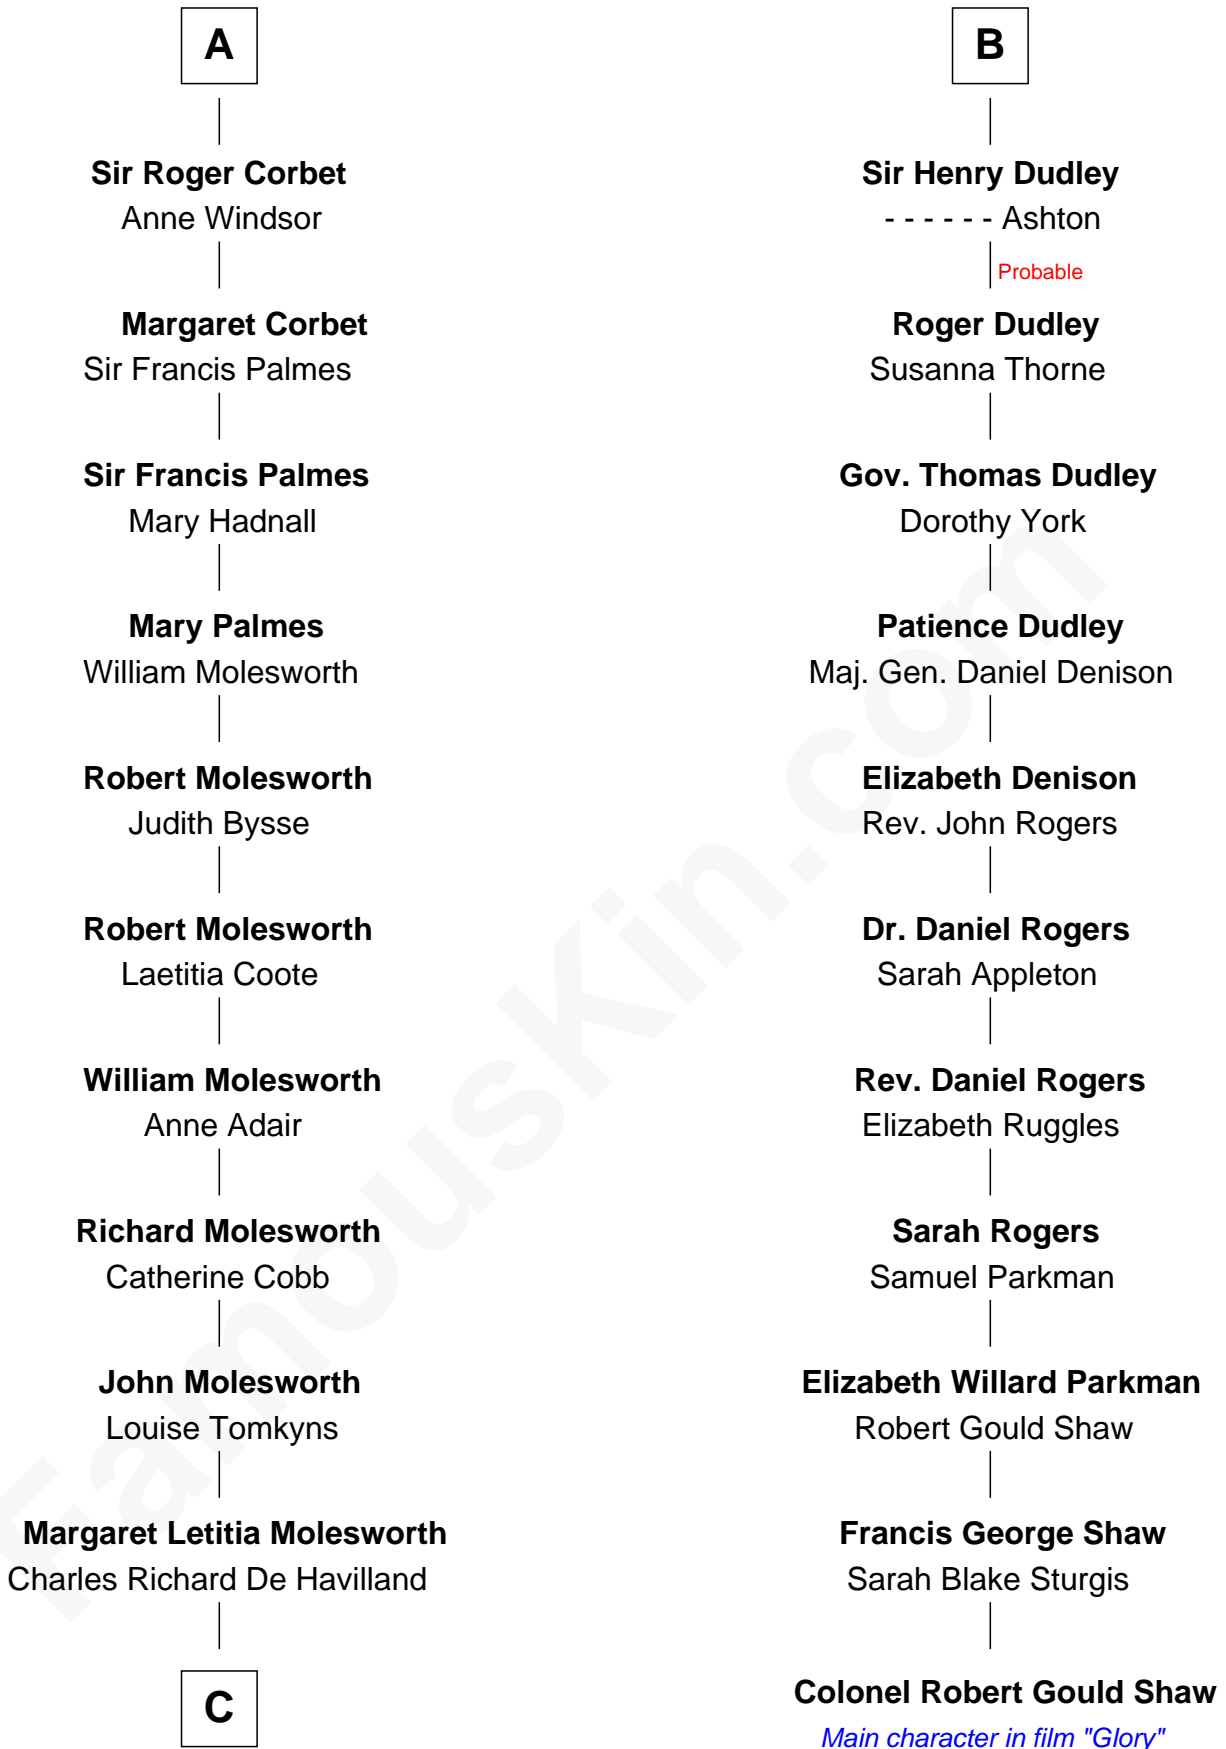 A
Sir Roger Corbet
Anne Windsor
Margaret Corbet
Sir Francis Palmes
Sir Francis Palmes
Mary Hadnall
Mary Palmes
William Molesworth
Robert Molesworth
Judith Bysse
Robert Molesworth
Laetitia Coote
William Molesworth
Anne Adair
Richard Molesworth
Catherine Cobb
John Molesworth
Louise Tomkyns
Margaret Letitia Molesworth
Charles Richard De Havilland
C
B
Sir Henry Dudley
- - - - - - Ashton
Probable
Roger Dudley
Susanna Thorne
Gov. Thomas Dudley
Dorothy York
Patience Dudley
Maj. Gen. Daniel Denison
Elizabeth Denison
Rev. John Rogers
Dr. Daniel Rogers
Sarah Appleton
Rev. Daniel Rogers
Elizabeth Ruggles
Sarah Rogers
Samuel Parkman
Elizabeth Willard Parkman
Robert Gould Shaw
Francis George Shaw
Sarah Blake Sturgis
Colonel Robert Gould Shaw
Main character in film "Glory"
FamousKin.com